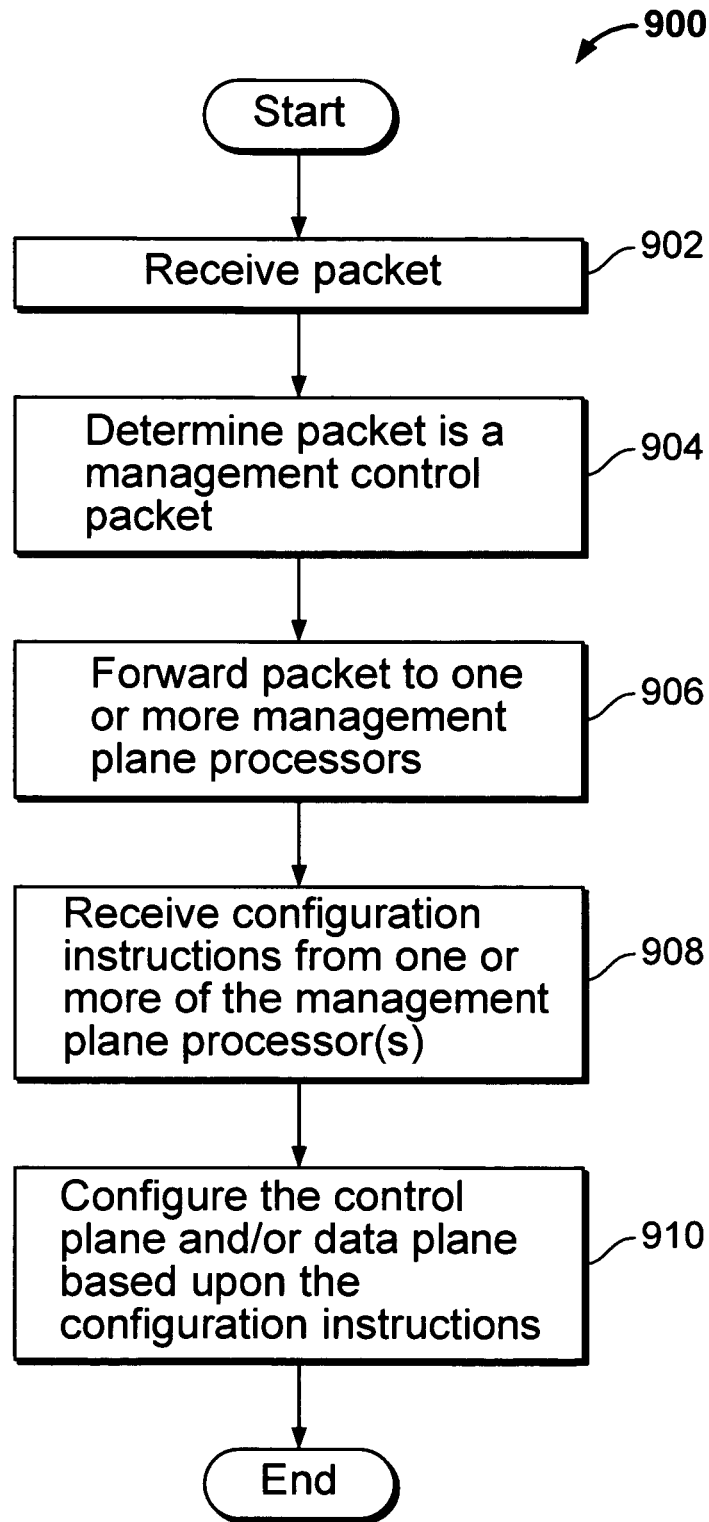 900
Start
Receive packet
902
Determine packet is a
management control
packet
904
Forward packet to one
or more management
plane processors
906
Receive configuration
instructions from one or
more of the management
plane processor(s)
908
Configure the control
plane and/or data plane
based upon the
configuration instructions
910
End